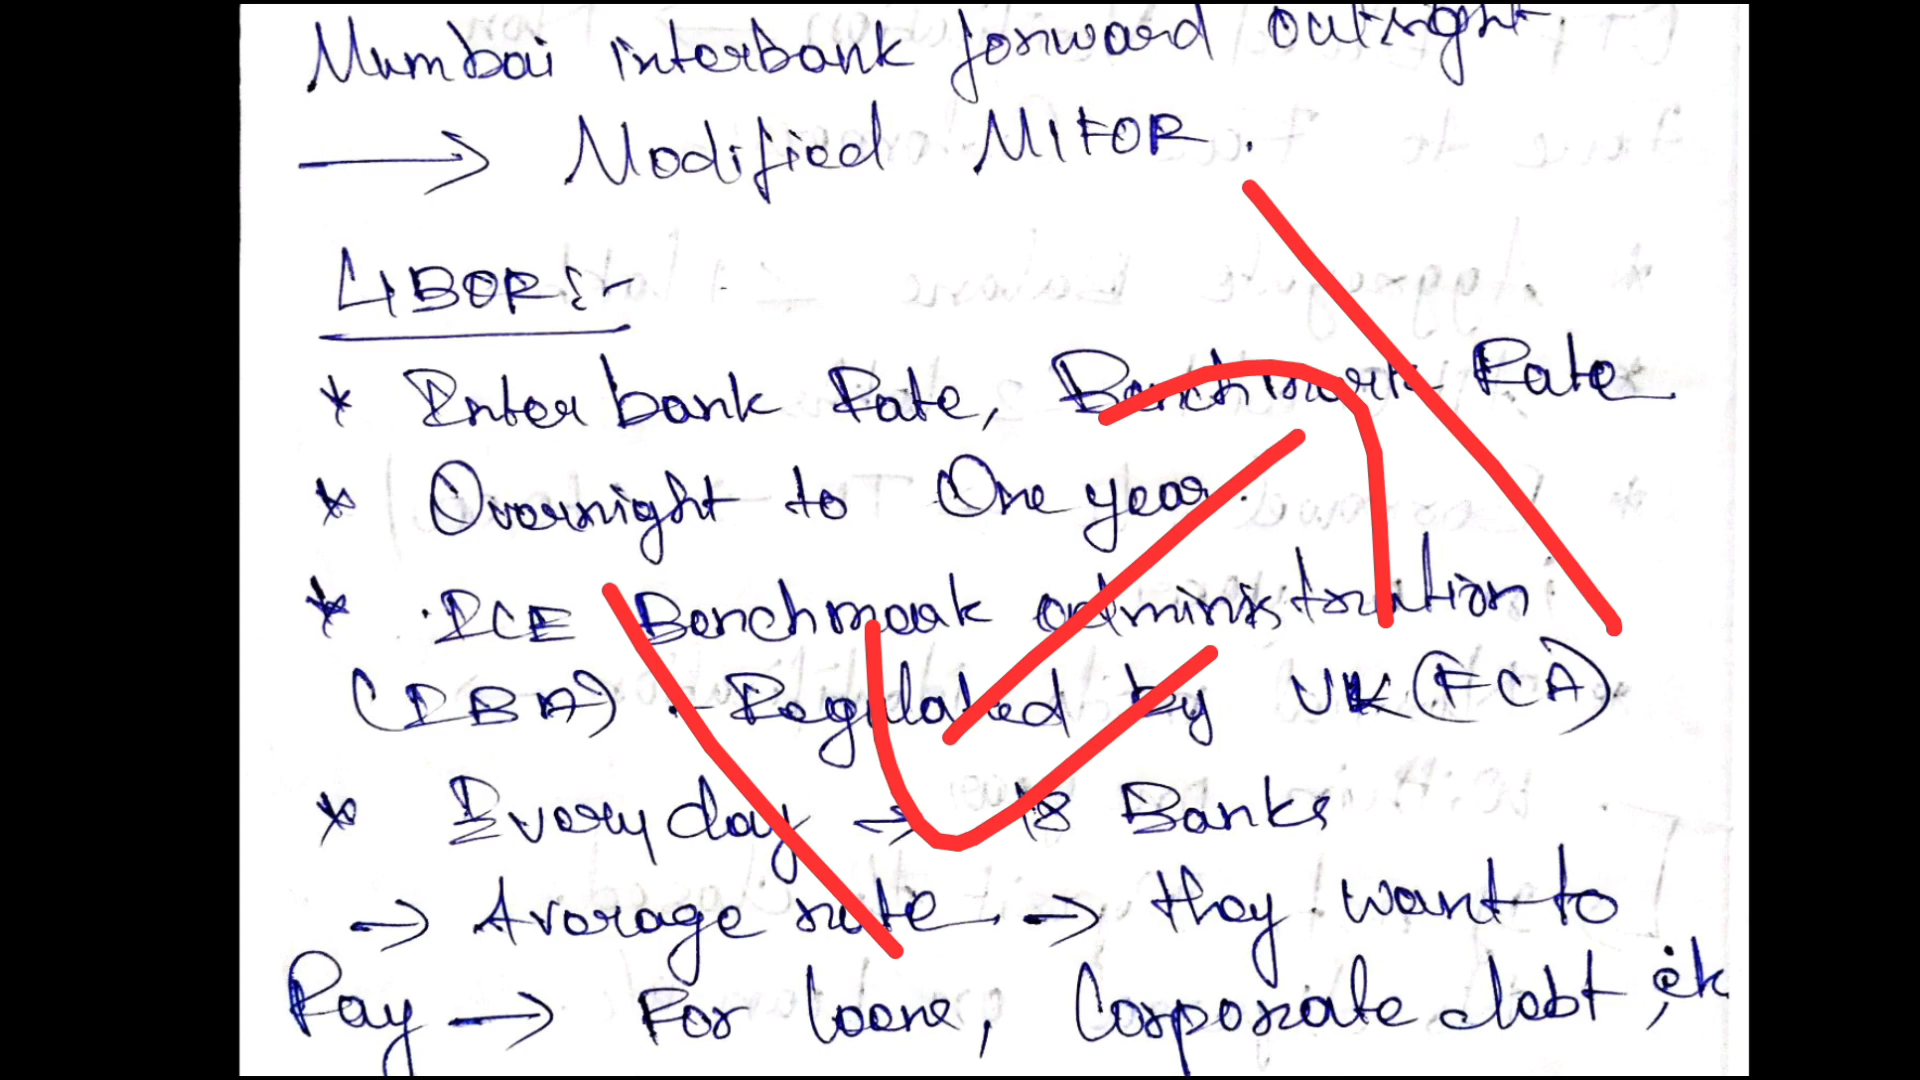 Mumbai interbank forward outright.
→ Modified MIFOR.
LIBOR:-
* Inter bank Rate, Benchmark Rate
* Overnight to One year.
* ICE Benchmark administration
(IBA). Regulated by UK (FCA)
* Everyday → 18 Banks
→ Average rate. → they want to
Pay → For loans, Corporate debt, etc